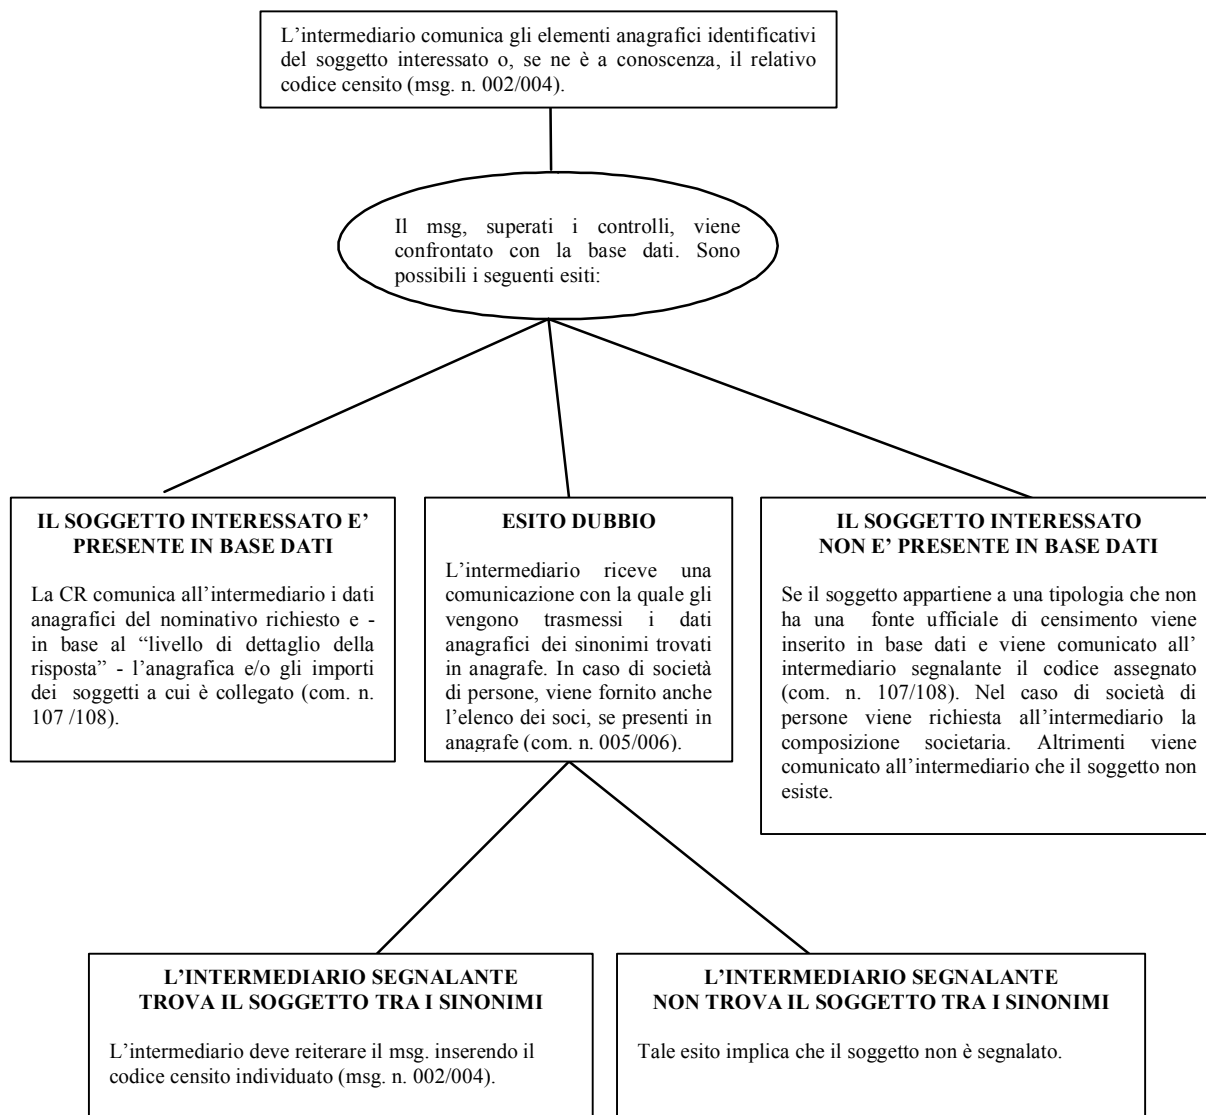 L’intermediario comunica gli elementi anagrafici identificativi
del soggetto interessato o, se ne è a conoscenza, il relativo
codice censito (msg. n. 002/004).
Il msg, superati i controlli, viene
confrontato con la base dati. Sono
possibili i seguenti esiti:
IL SOGGETTO INTERESSATO E’
PRESENTE IN BASE DATI
La CR comunica all’intermediario i dati
anagrafici del nominativo richiesto e -
in base al “livello di dettaglio della
risposta” - l’anagrafica e/o gli importi
dei soggetti a cui è collegato (com. n.
107 /108).
ESITO DUBBIO
L’intermediario riceve una
comunicazione con la quale gli
vengono trasmessi i dati
anagrafici dei sinonimi trovati
in anagrafe. In caso di società
di persone, viene fornito anche
l’elenco dei soci, se presenti in
anagrafe (com. n. 005/006).
IL SOGGETTO INTERESSATO
NON E’ PRESENTE IN BASE DATI
Se il soggetto appartiene a una tipologia che non
ha una fonte ufficiale di censimento viene
inserito in base dati e viene comunicato all’
intermediario segnalante il codice assegnato
(com. n. 107/108). Nel caso di società di
persone viene richiesta all’intermediario la
composizione societaria. Altrimenti viene
comunicato all’intermediario che il soggetto non
esiste.
L’INTERMEDIARIO SEGNALANTE
TROVA IL SOGGETTO TRA I SINONIMI
L’intermediario deve reiterare il msg. inserendo il
codice censito individuato (msg. n. 002/004).
L’INTERMEDIARIO SEGNALANTE
NON TROVA IL SOGGETTO TRA I SINONIMI
Tale esito implica che il soggetto non è segnalato.